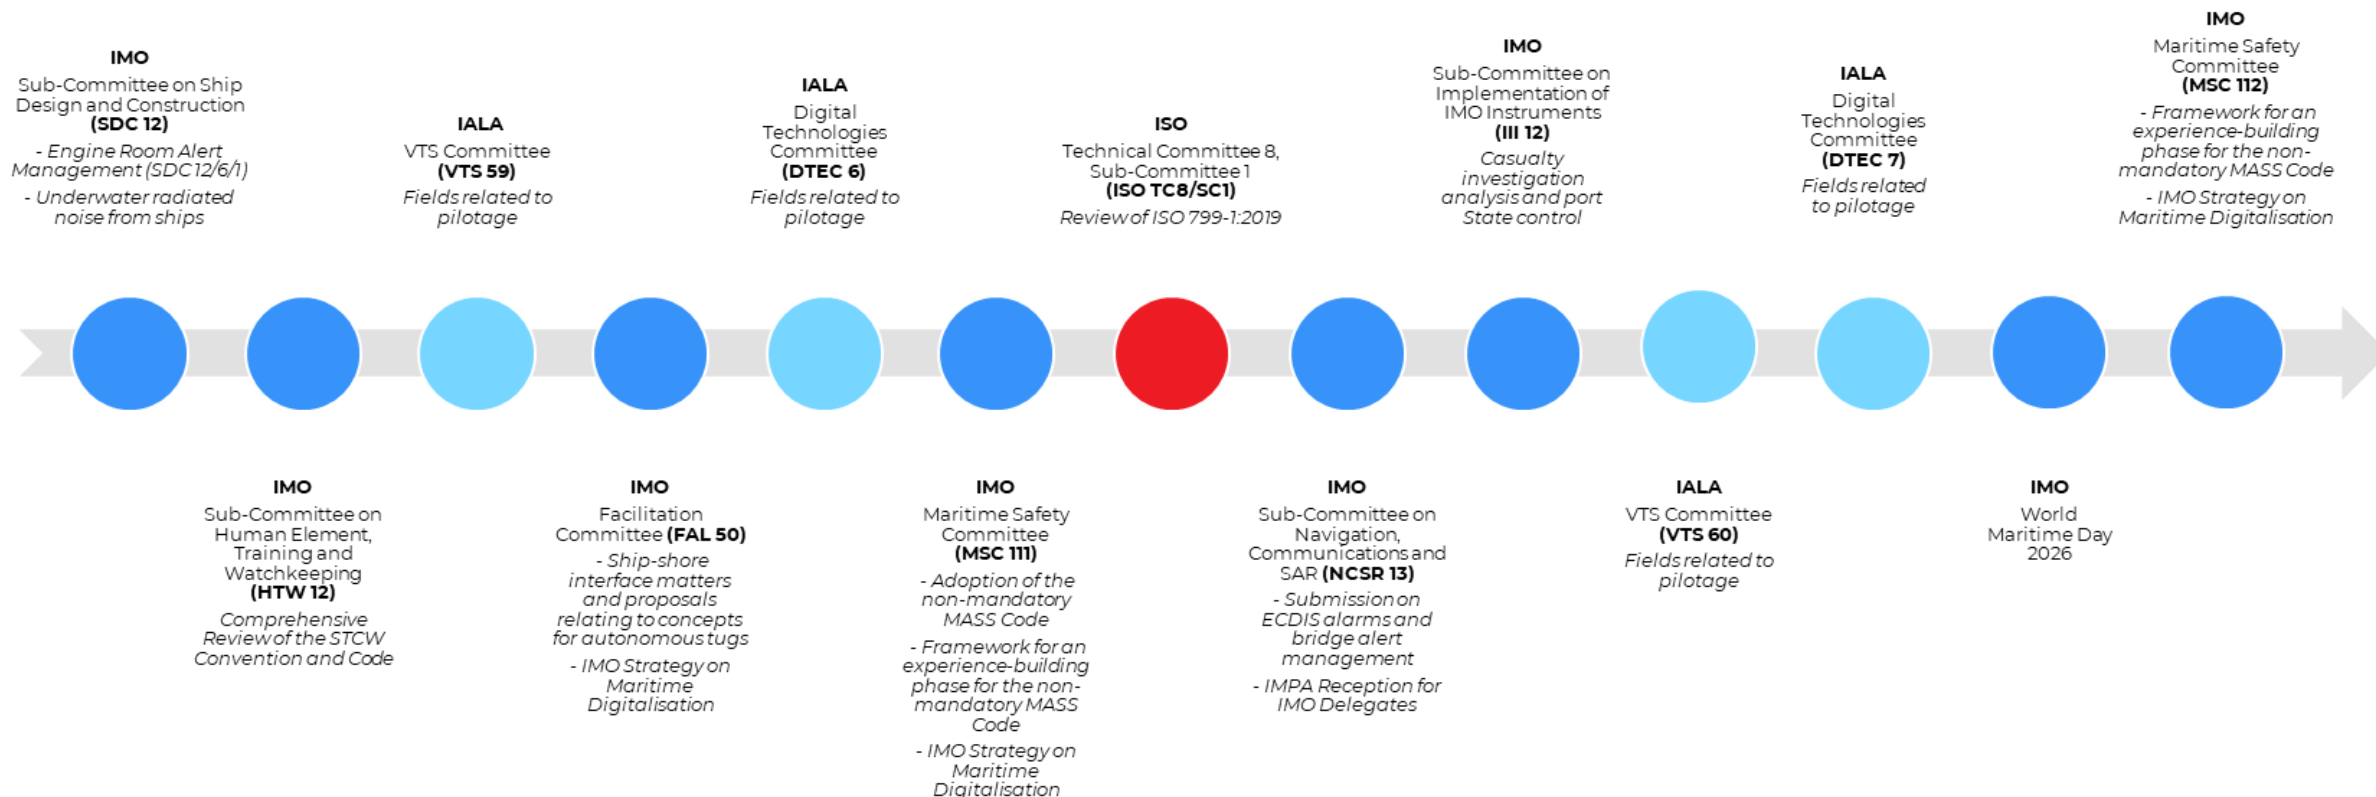 IMO
Sub-Committee on Ship
Design and Construction
(SDC 12)
- Engine Room Alert
Management (SDC 12/6/1)
- Underwater radiated
noise from ships
IALA
VTS Committee
(VTS 59)
Fields related to
pilotage
IALA
Digital
Technologies
Committee
(DTEC 6)
Fields related to
pilotage
ISO
Technical Committee 8,
Sub-Committee 1
(ISO TC8/SC1)
Review of ISO 799-1:2019
IMO
Sub-Committee on
Implementation of
IMO Instruments
(III 12)
Casualty
investigation
analysis and port
State control
IALA
Digital
Technologies
Committee
(DTEC 7)
Fields related
to pilotage
IMO
Maritime Safety
Committee
(MSC 112)
- Framework for an
experience-building
phase for the non-
mandatory MASS Code
- IMO Strategy on
Maritime Digitalisation
IMO
Sub-Committee on
Human Element,
Training and
Watchkeeping
(HTW 12)
Comprehensive
Review of the STCW
Convention and Code
IMO
Facilitation
Committee (FAL 50)
- Ship-shore
interface matters
and proposals
relating to concepts
for autonomous tugs
- IMO Strategy on
Maritime
Digitalisation
IMO
Maritime Safety
Committee
(MSC 111)
- Adoption of the
non-mandatory
MASS Code
- Framework for an
experience-building
phase for the non-
mandatory MASS
Code
- IMO Strategy on
Maritime
Digitalisation
IMO
Sub-Committee on
Navigation,
Communications and
SAR (NCSR 13)
- Submission on
ECDIS alarms and
bridge alert
management
- IMPA Reception for
IMO Delegates
IALA
VTS Committee
(VTS 60)
Fields related to
pilotage
IMO
World
Maritime Day
2026